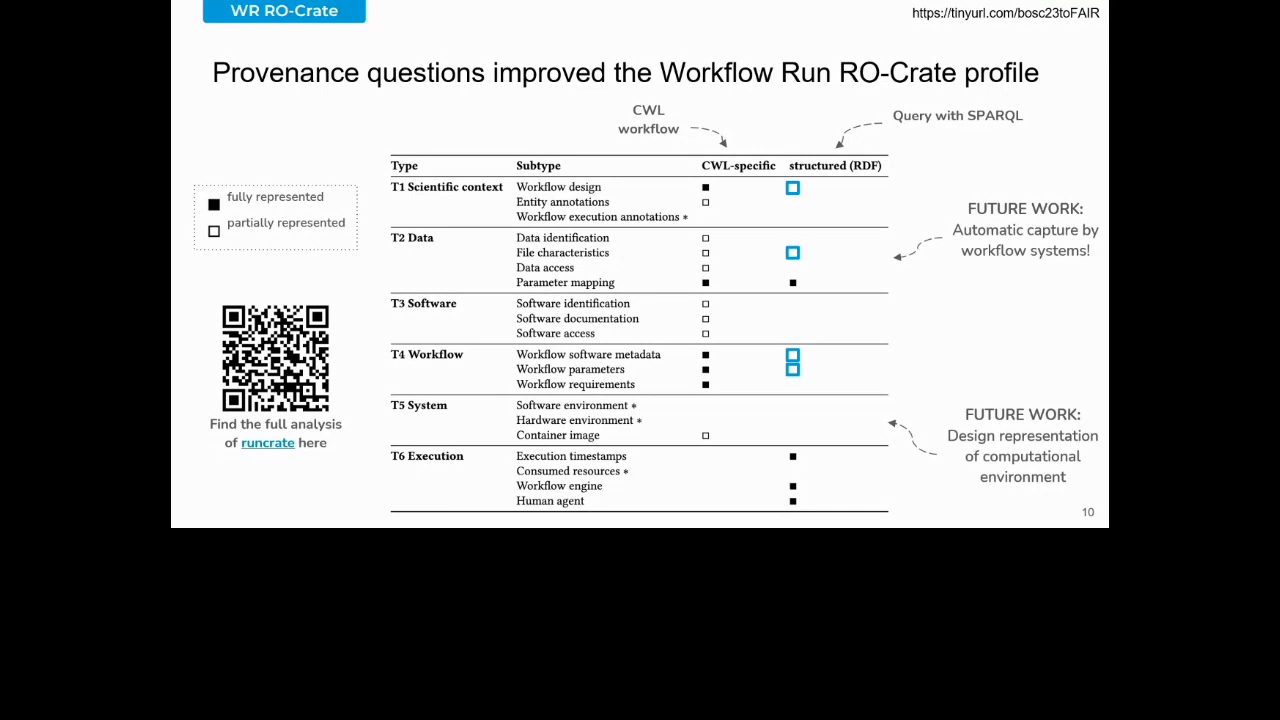 WR RO-Crate
https://tinyurl.com/bosc23toFAIR
Provenance questions improved the Workflow Run RO-Crate profile
CWL
workflow
Query with SPARQL
fully represented
partially represented
Find the full analysis
of runcrate here
Type Subtype CWL-specific structured (RDF)
T1 Scientific context Workflow design ■ □
Entity annotations □
Workflow execution annotations *
T2 Data Data identification □
File characteristics □ □
Data access □
Parameter mapping ■ ■
T3 Software Software identification □
Software documentation □
Software access □
T4 Workflow Workflow software metadata ■ □
Workflow parameters ■ □
Workflow requirements ■
T5 System Software environment *
Hardware environment *
Container image □
T6 Execution Execution timestamps ■
Consumed resources *
Workflow engine ■
Human agent ■
FUTURE WORK:
Automatic capture by
workflow systems!
FUTURE WORK:
Design representation
of computational
environment
10